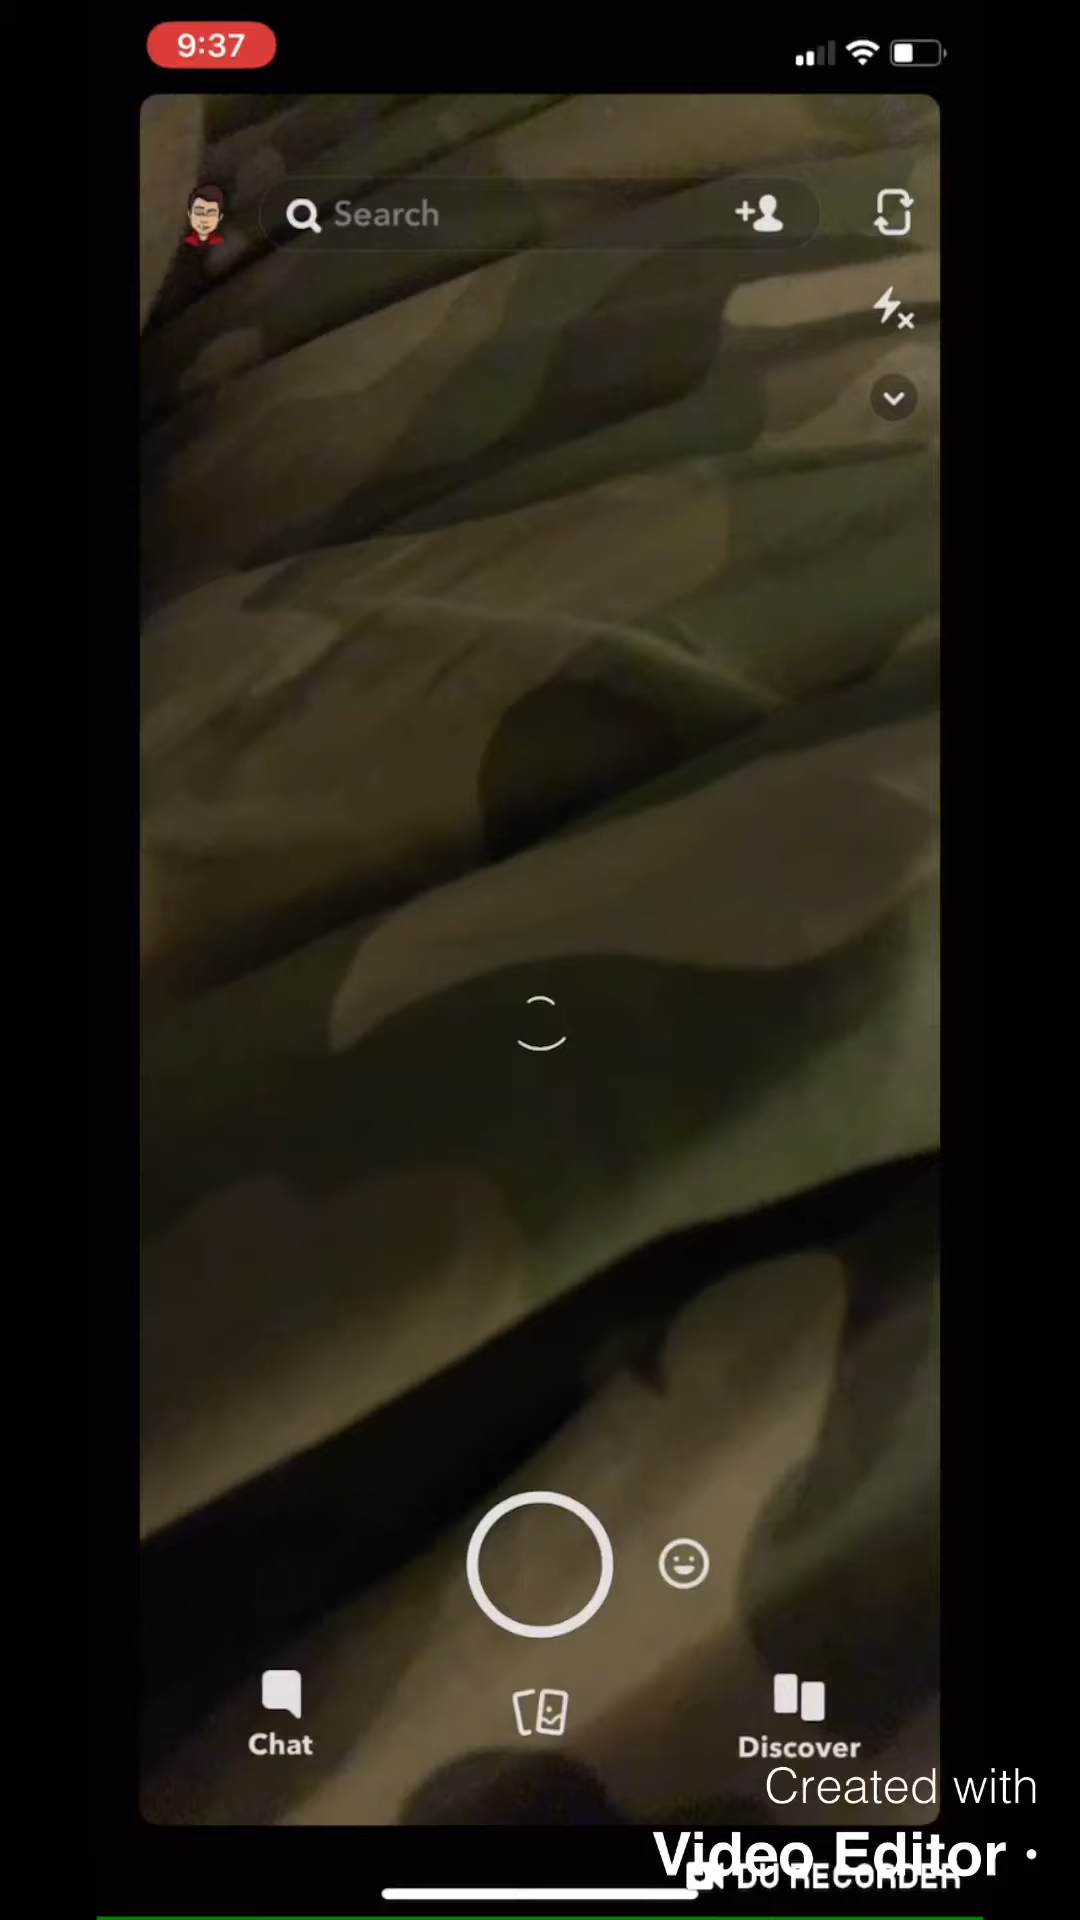 9:37
Search
Chat
Discover
Created with
Video Editor
DU RECORDER